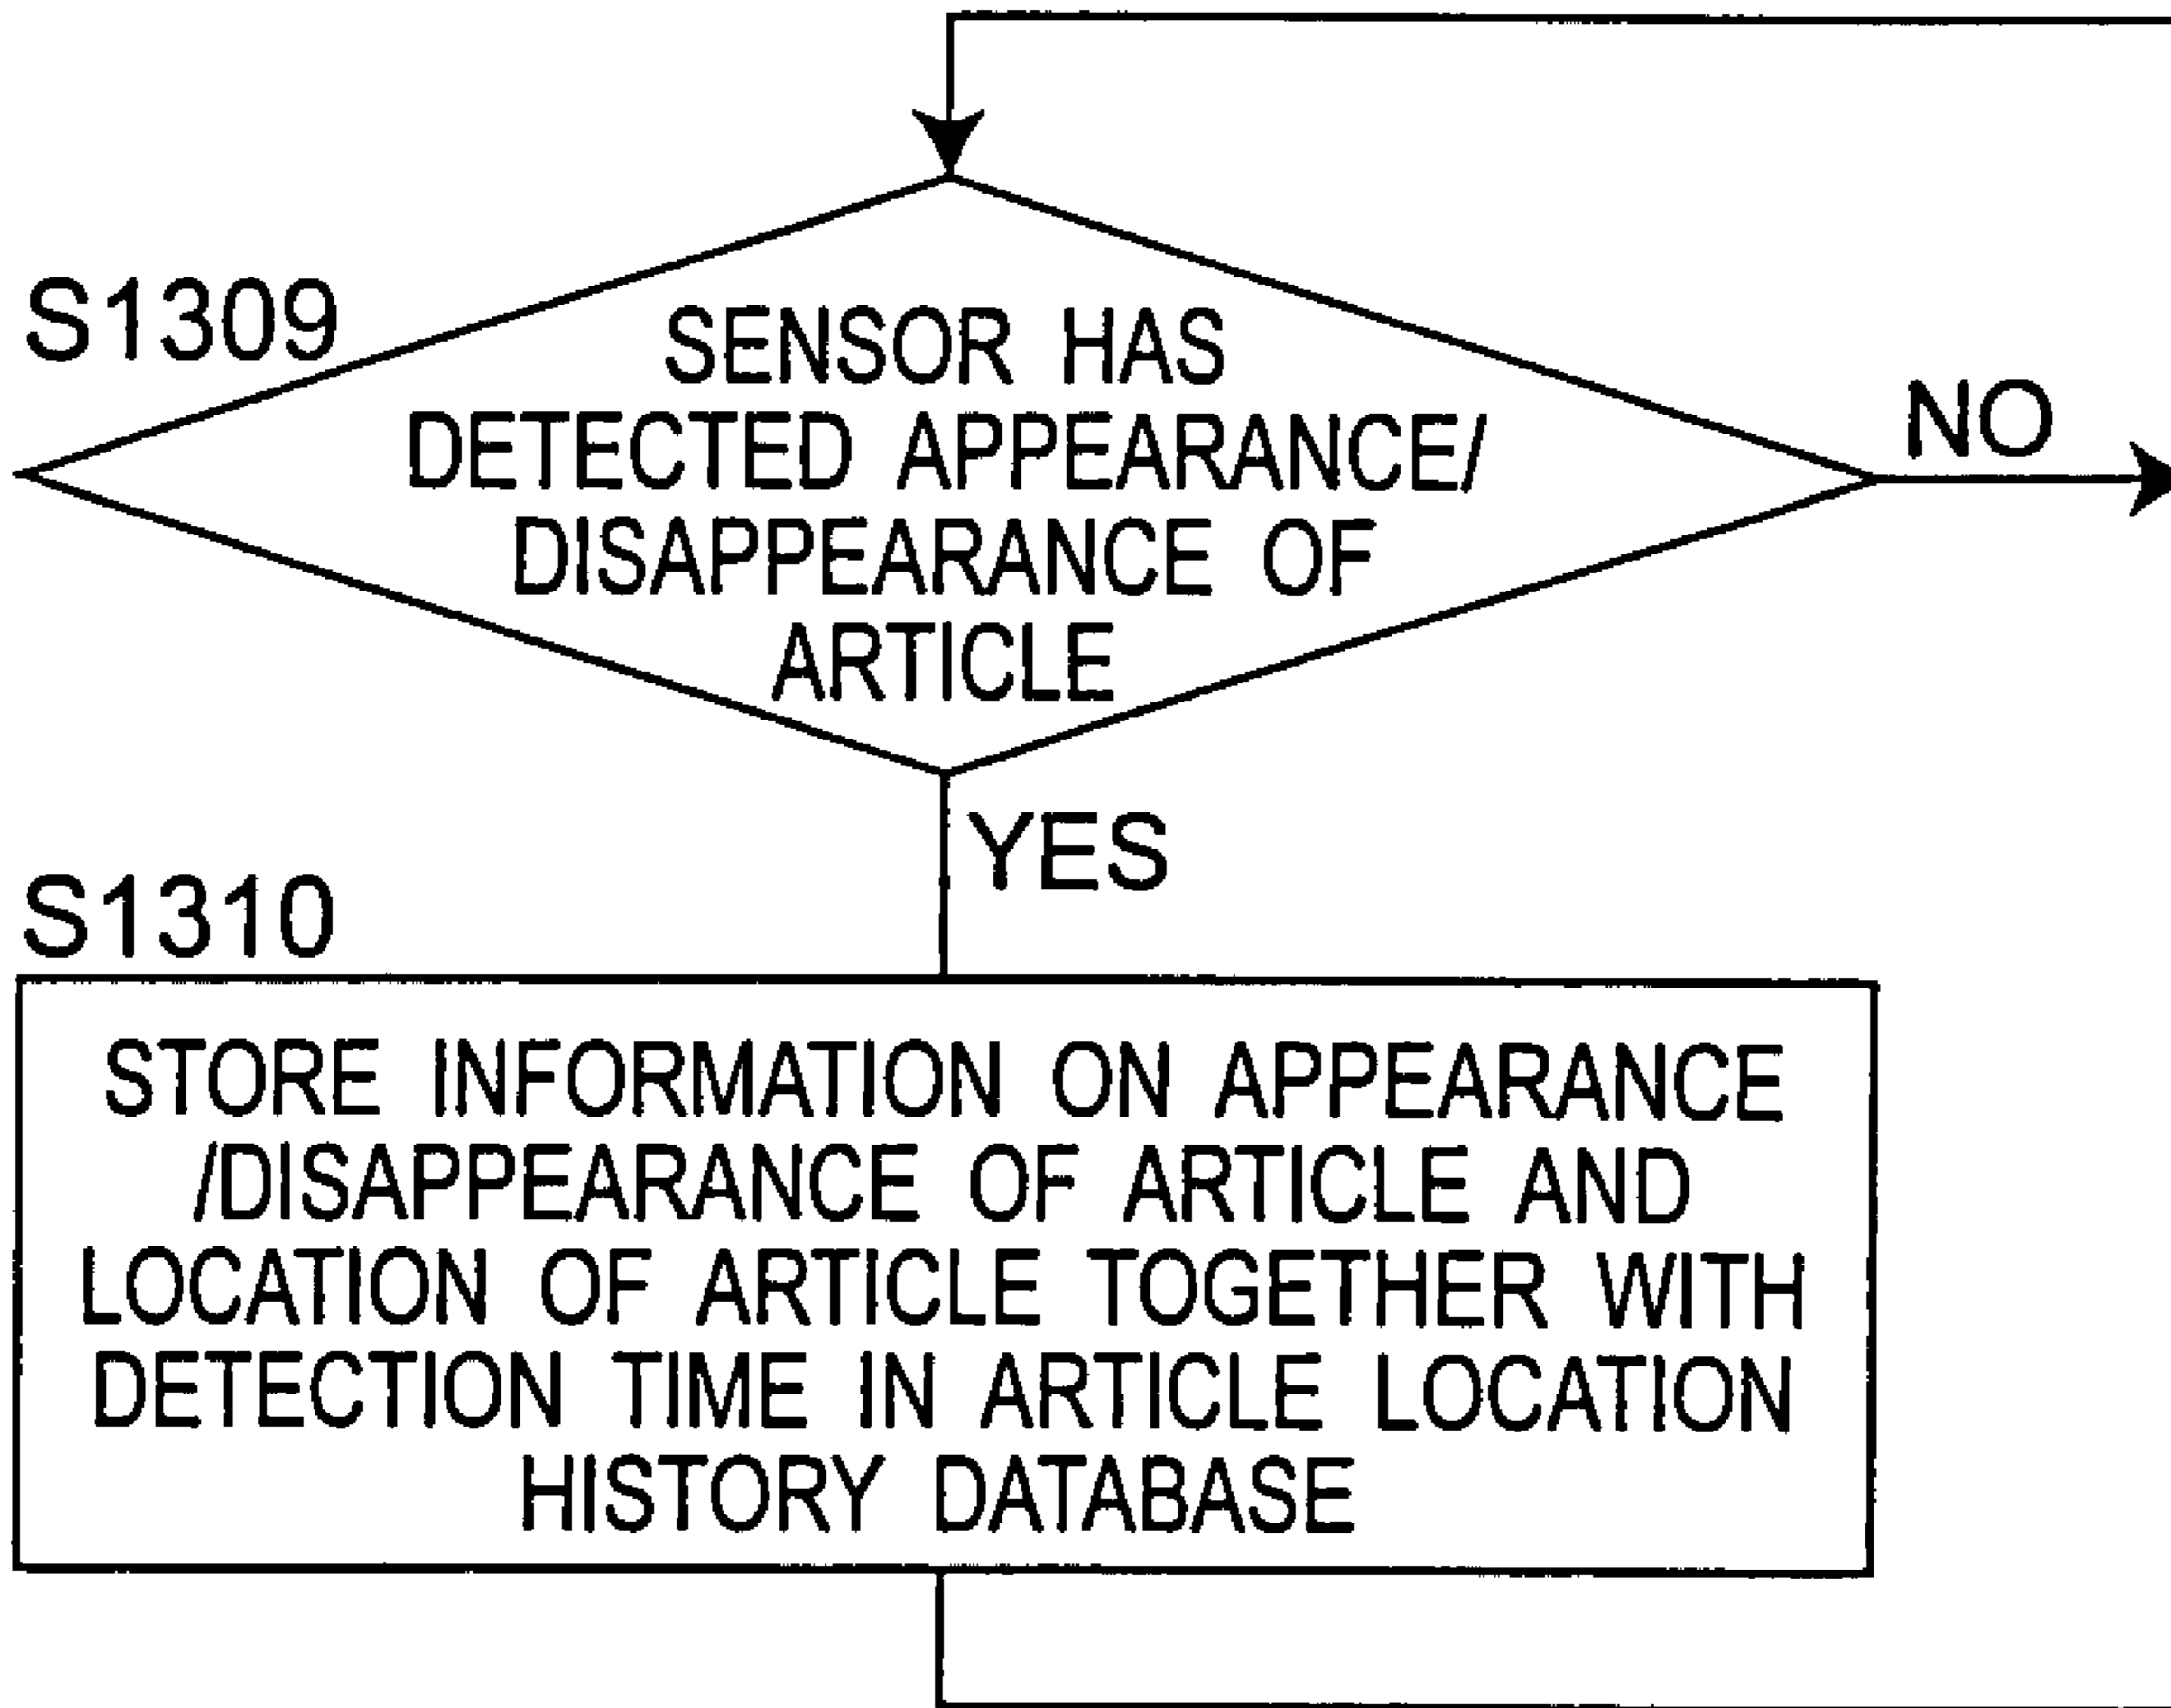 S1309
SENSOR HAS
DETECTED APPEARANCE/
DISAPPEARANCE OF
ARTICLE
NO
YES
S1310
STORE INFORMATION ON APPEARANCE
/DISAPPEARANCE OF ARTICLE AND
LOCATION OF ARTICLE TOGETHER WITH
DETECTION TIME IN ARTICLE LOCATION
HISTORY DATABASE